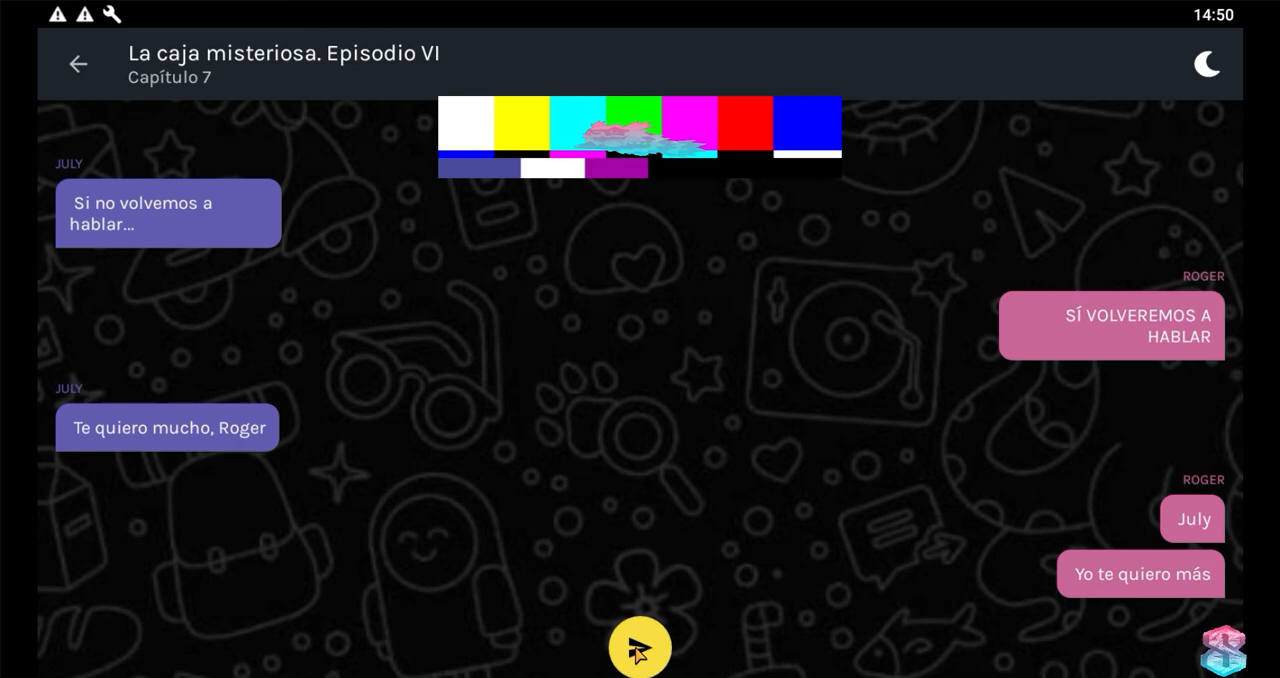 14:50
La caja misteriosa. Episodio VI
Capítulo 7
JULY
Si no volvemos a
hablar...
ROGER
SÍ VOLVEREMOS A
HABLAR
JULY
Te quiero mucho, Roger
ROGER
July
Yo te quiero más